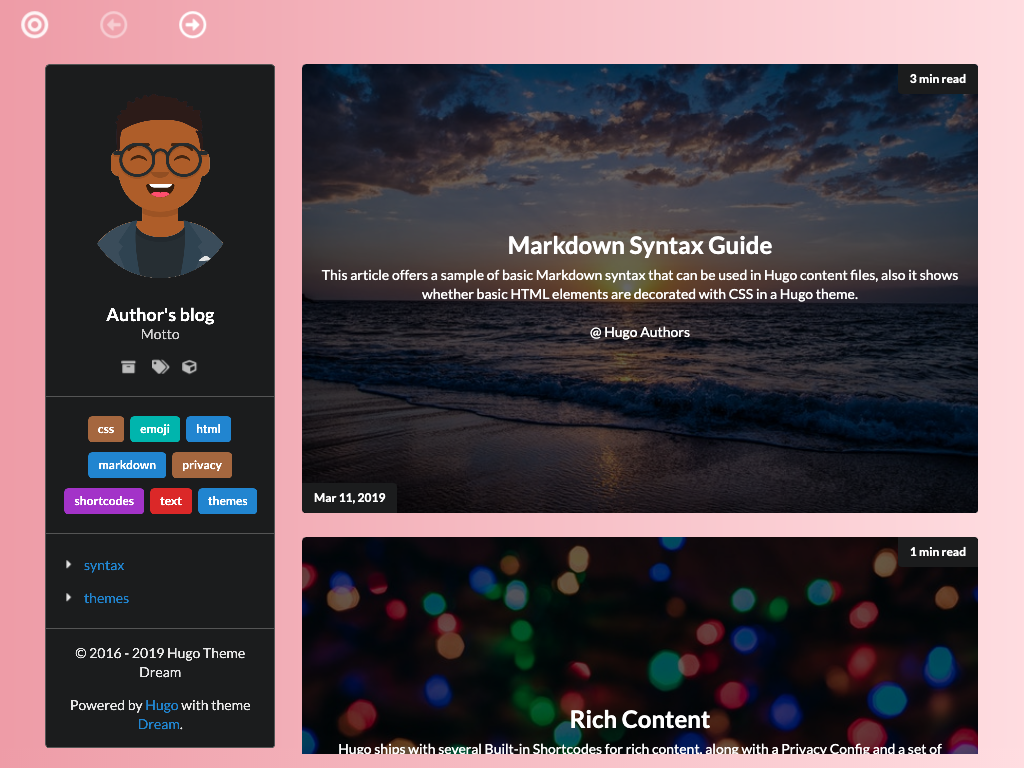 Author's blog
Motto
css emoji html
markdown privacy
shortcodes text themes
syntax
themes
© 2016 - 2019 Hugo Theme
Dream
Powered by Hugo with theme
Dream.
3 min read
Markdown Syntax Guide
This article offers a sample of basic Markdown syntax that can be used in Hugo content files, also it shows
whether basic HTML elements are decorated with CSS in a Hugo theme.
@ Hugo Authors
Mar 11, 2019
1 min read
Rich Content
Hugo ships with several Built-in Shortcodes for rich content, along with a Privacy Config and a set of